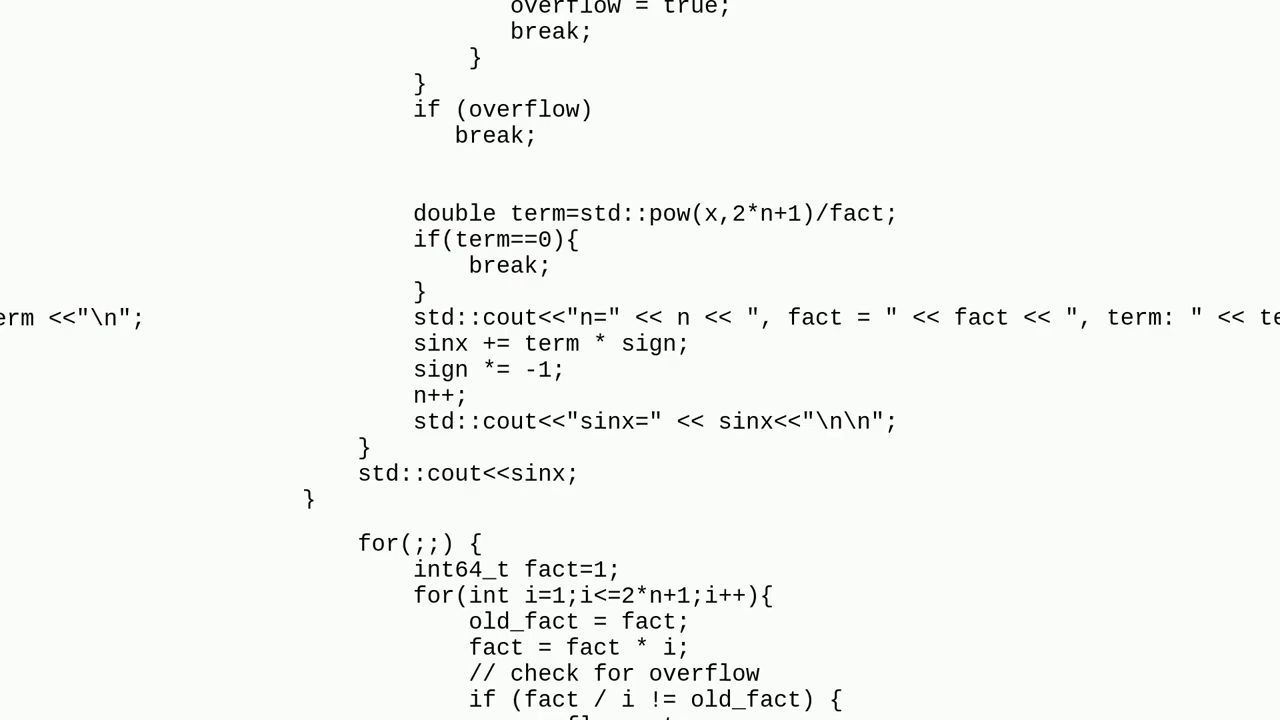 overflow = true;
break;
}
}
if (overflow)
break;
double term=std::pow(x,2*n+1)/fact;
if(term==0){
break;
}
erm <<"\n";
std::cout<<"n=" << n << ", fact = " << fact << ", term: " << te
sinx += term * sign;
sign *= -1;
n++;
std::cout<<"sinx=" << sinx<<"\n\n";
}
std::cout<<sinx;
}
for(;;) {
int64_t fact=1;
for(int i=1;i<=2*n+1;i++){
old_fact = fact;
fact = fact * i;
// check for overflow
if (fact / i != old_fact) {